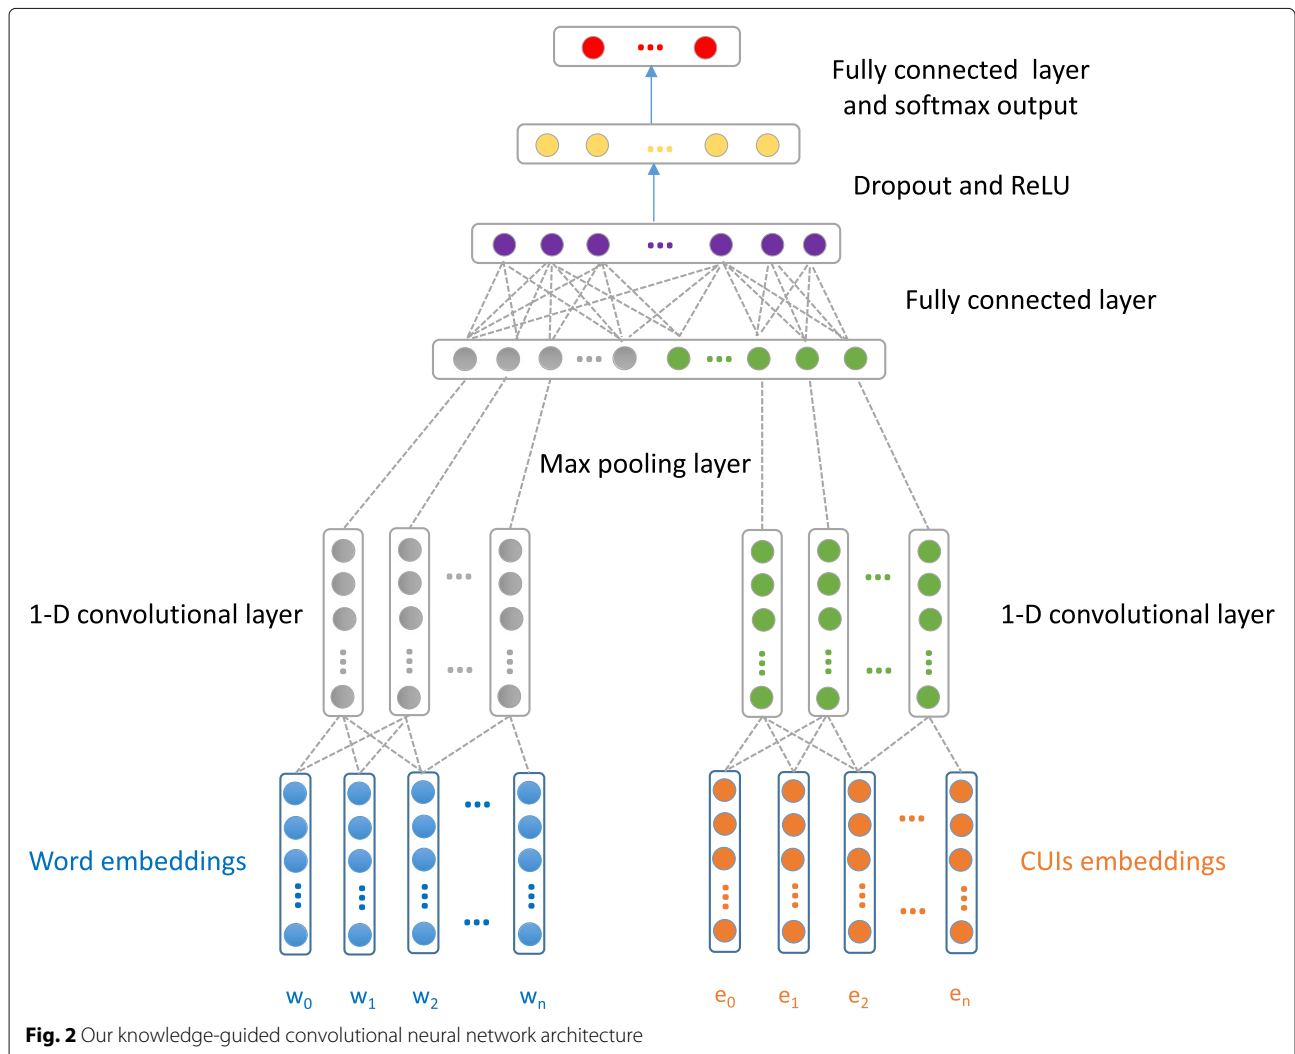 Fully connected layer
and softmax output
Dropout and ReLU
Fully connected layer
Max pooling layer
1-D convolutional layer
1-D convolutional layer
Word embeddings
CUIs embeddings
w0 w1 w2 wn e0 e1 e2 en
Fig. 2 Our knowledge-guided convolutional neural network architecture